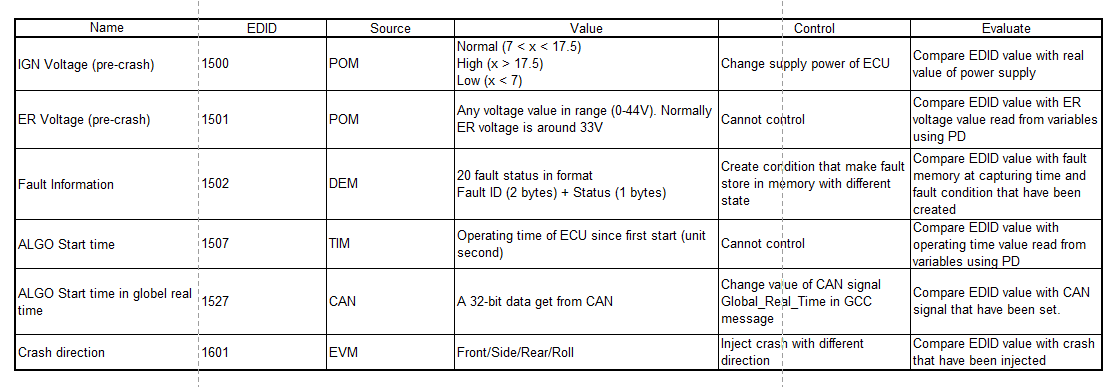 Name EDID Source Value Control Evaluate
IGN Voltage (pre-crash)
1500
POM
Normal (7 < x < 17.5)
High (x > 17.5)
Low (x < 7)
Change supply power of ECU
Compare EDID value with real
value of power supply
ER Voltage (pre-crash)
1501
POM
Any voltage value in range (0-44V). Normally
ER voltage is around 33V
Cannot control
Compare EDID value with ER
voltage value read from variables
using PD
Fault Information
1502
DEM
20 fault status in format
Fault ID (2 bytes) + Status (1 bytes)
Create condition that make fault
store in memory with different
state
Compare EDID value with fault
memory at capturing time and
fault condition that have been
created
ALGO Start time
1507
TIM
Operating time of ECU since first start (unit
second)
Cannot control
Compare EDID value with
operating time value read from
variables using PD
ALGO Start time in globel real
time
1527
CAN
A 32-bit data get from CAN
Change value of CAN signal
Global_Real_Time in GCC
message
Compare EDID value with CAN
signal that have been set.
Crash direction
1601
EVM
Front/Side/Rear/Roll
Inject crash with different
direction
Compare EDID value with crash
that have been injected